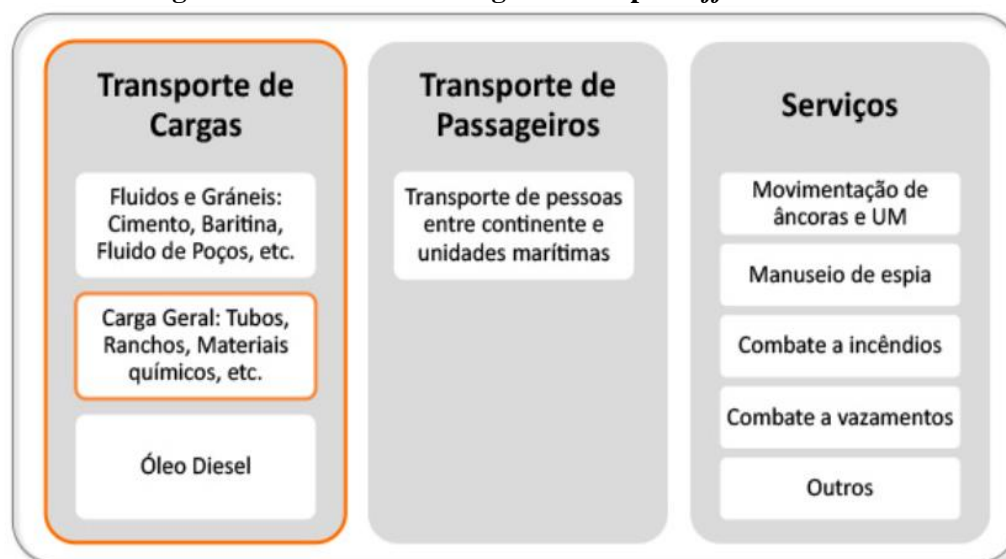 Transporte de
Cargas
Fluidos e Gráneis:
Cimento, Baritina,
Fluido de Poços, etc.
Carga Geral: Tubos,
Ranchos, Materiais
químicos, etc.
Óleo Diesel
Transporte de
Passageiros
Transporte de pessoas
entre continente e
unidades marítimas
Serviços
Movimentação de
âncoras e UM
Manuseio de espia
Combate a incêndios
Combate a vazamentos
Outros